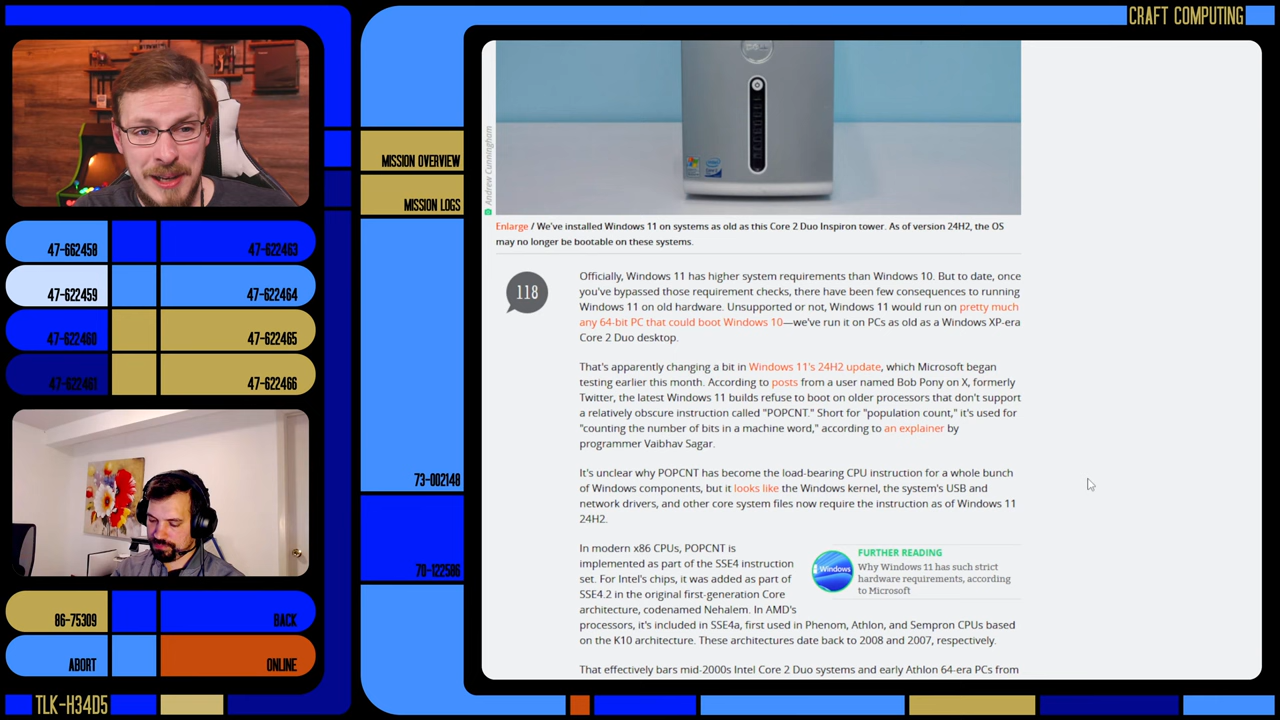 CRAFT COMPUTING
MISSION OVERVIEW
MISSION LOGS
47-662458
47-622463
47-622459
47-622464
47-622460
47-622465
47-622461
47-622466
73-002148
70-122586
86-75309
BACK
ABORT
ONLINE
TLK-H34D5
Andrew Cunningham
Enlarge / We've installed Windows 11 on systems as old as this Core 2 Duo Inspiron tower. As of version 24H2, the OS
may no longer be bootable on these systems.
118
Officially, Windows 11 has higher system requirements than Windows 10. But to date, once
you've bypassed those requirement checks, there have been few consequences to running
Windows 11 on old hardware. Unsupported or not, Windows 11 would run on pretty much
any 64-bit PC that could boot Windows 10—we've run it on PCs as old as a Windows XP-era
Core 2 Duo desktop.
That's apparently changing a bit in Windows 11's 24H2 update, which Microsoft began
testing earlier this month. According to posts from a user named Bob Pony on X, formerly
Twitter, the latest Windows 11 builds refuse to boot on older processors that don't support
a relatively obscure instruction called "POPCNT." Short for "population count," it's used for
"counting the number of bits in a machine word," according to an explainer by
programmer Vaibhav Sagar.
It's unclear why POPCNT has become the load-bearing CPU instruction for a whole bunch
of Windows components, but it looks like the Windows kernel, the system's USB and
network drivers, and other core system files now require the instruction as of Windows 11
24H2.
In modern x86 CPUs, POPCNT is
implemented as part of the SSE4 instruction
set. For Intel's chips, it was added as part of
SSE4.2 in the original first-generation Core
architecture, codenamed Nehalem. In AMD's
processors, it's included in SSE4a, first used in Phenom, Athlon, and Sempron CPUs based
on the K10 architecture. These architectures date back to 2008 and 2007, respectively.
Windows
FURTHER READING
Why Windows 11 has such strict
hardware requirements, according
to Microsoft
That effectively bars mid-2000s Intel Core 2 Duo systems and early Athlon 64-era PCs from